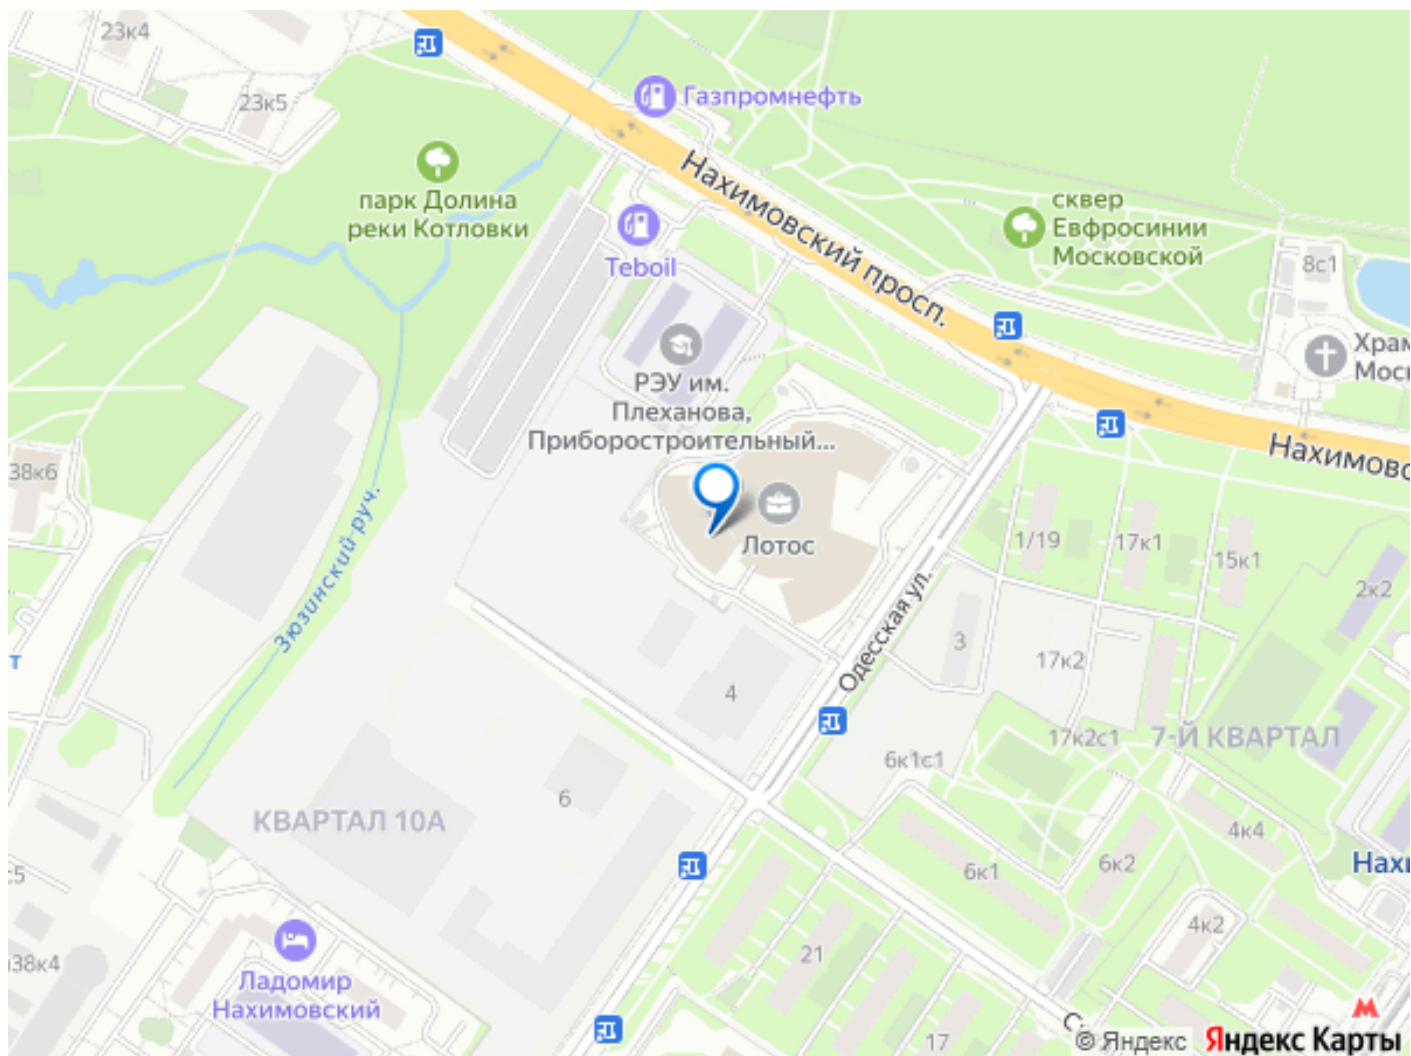 23к4
23к5
Газпромнефть
парк Долина
реки Котловки
Teboil
Нахимовский просп.
сквер
Евфросинии
Московской
8с1
РЭУ им.
Плеханова,
Приборостроительный...
Лотос
38к6
Зюзинский руч.
Одесская ул.
1/19
17к1
15к1
2к2
3
17к2
4
17к2с1
7-Й КВАРТАЛ
6к1с1
6
КВАРТАЛ 10А
4к4
6к1
6к2
4к2
21
17
38к4
Ладомир
Нахимовский
© Яндекс
Яндекс Карты